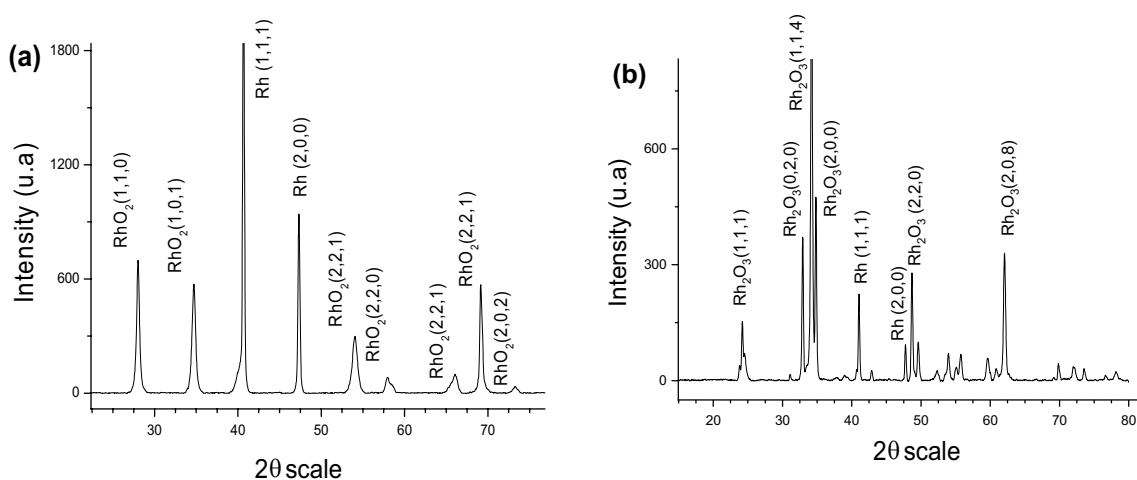 (a)
1800
1200
600
0
Intensity (u.a)
RhO₂(1,1,0)
RhO₂(1,0,1)
Rh (1,1,1)
Rh (2,0,0)
RhO₂(2,2,1)
RhO₂(2,2,0)
RhO₂(2,2,1)
RhO₂(2,2,1)
RhO₂(2,0,2)
30 40 50 60 70
2θ scale
(b)
600
300
0
Intensity (u.a)
Rh₂O₃(1,1,1)
Rh₂O₃(0,2,0)
Rh₂O₃(1,1,4)
Rh₂O₃(2,0,0)
Rh (1,1,1)
Rh (2,0,0)
Rh₂O₃ (2,2,0)
Rh₂O₃(2,0,8)
20 30 40 50 60 70 80
2θ scale